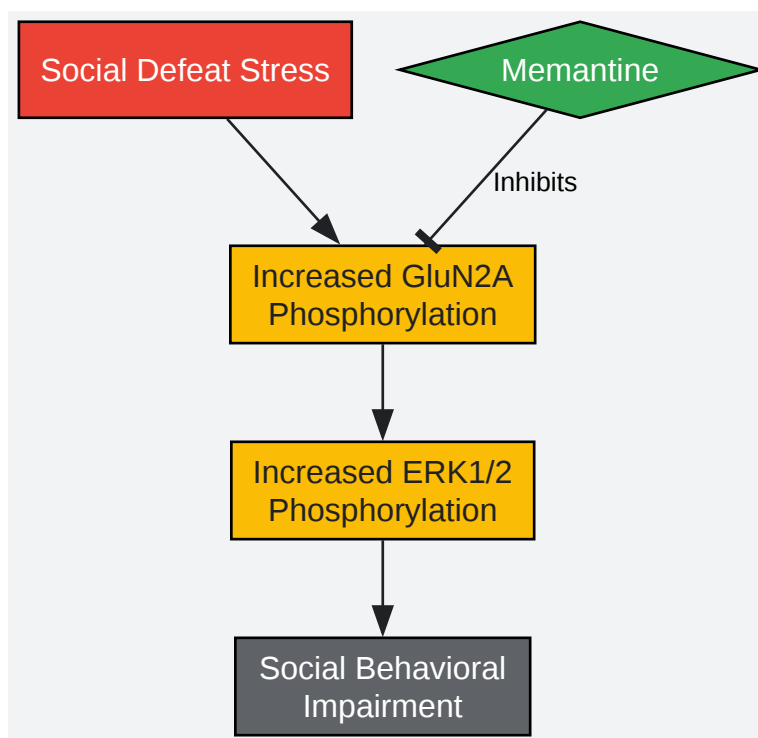 Social Defeat Stress
Memantine
Inhibits
Increased GluN2A
Phosphorylation
Increased ERK1/2
Phosphorylation
Social Behavioral
Impairment